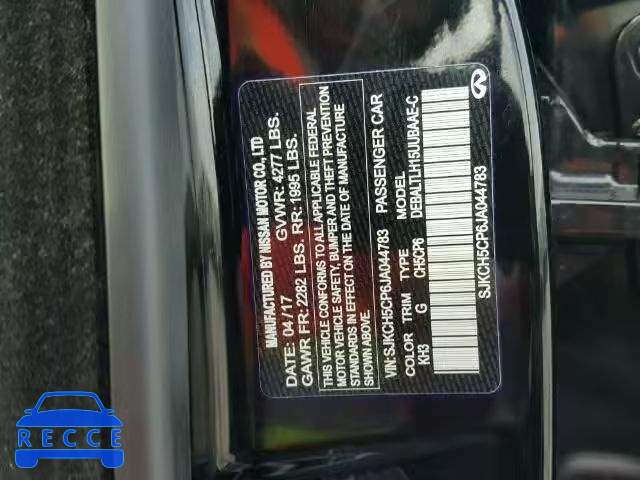 MANUFACTURED BY NISSAN MOTOR CO., LTD
DATE: 04/17 GVWR: 4277 LBS.
GAWR FR: 2282 LBS. RR: 1995 LBS.
THIS VEHICLE CONFORMS TO ALL APPLICABLE FEDERAL
MOTOR VEHICLE SAFETY, BUMPER AND THEFT PREVENTION
STANDARDS IN EFFECT ON THE DATE OF MANUFACTURE
SHOWN ABOVE.
VIN:SJKCH5CP6JA044783 PASSENGER CAR
COLOR TRIM TYPE MODEL
KH3 G CH5CP6 DEBALTLH15UUBAAE-C
SJKCH5CP6JA044783
RECCE